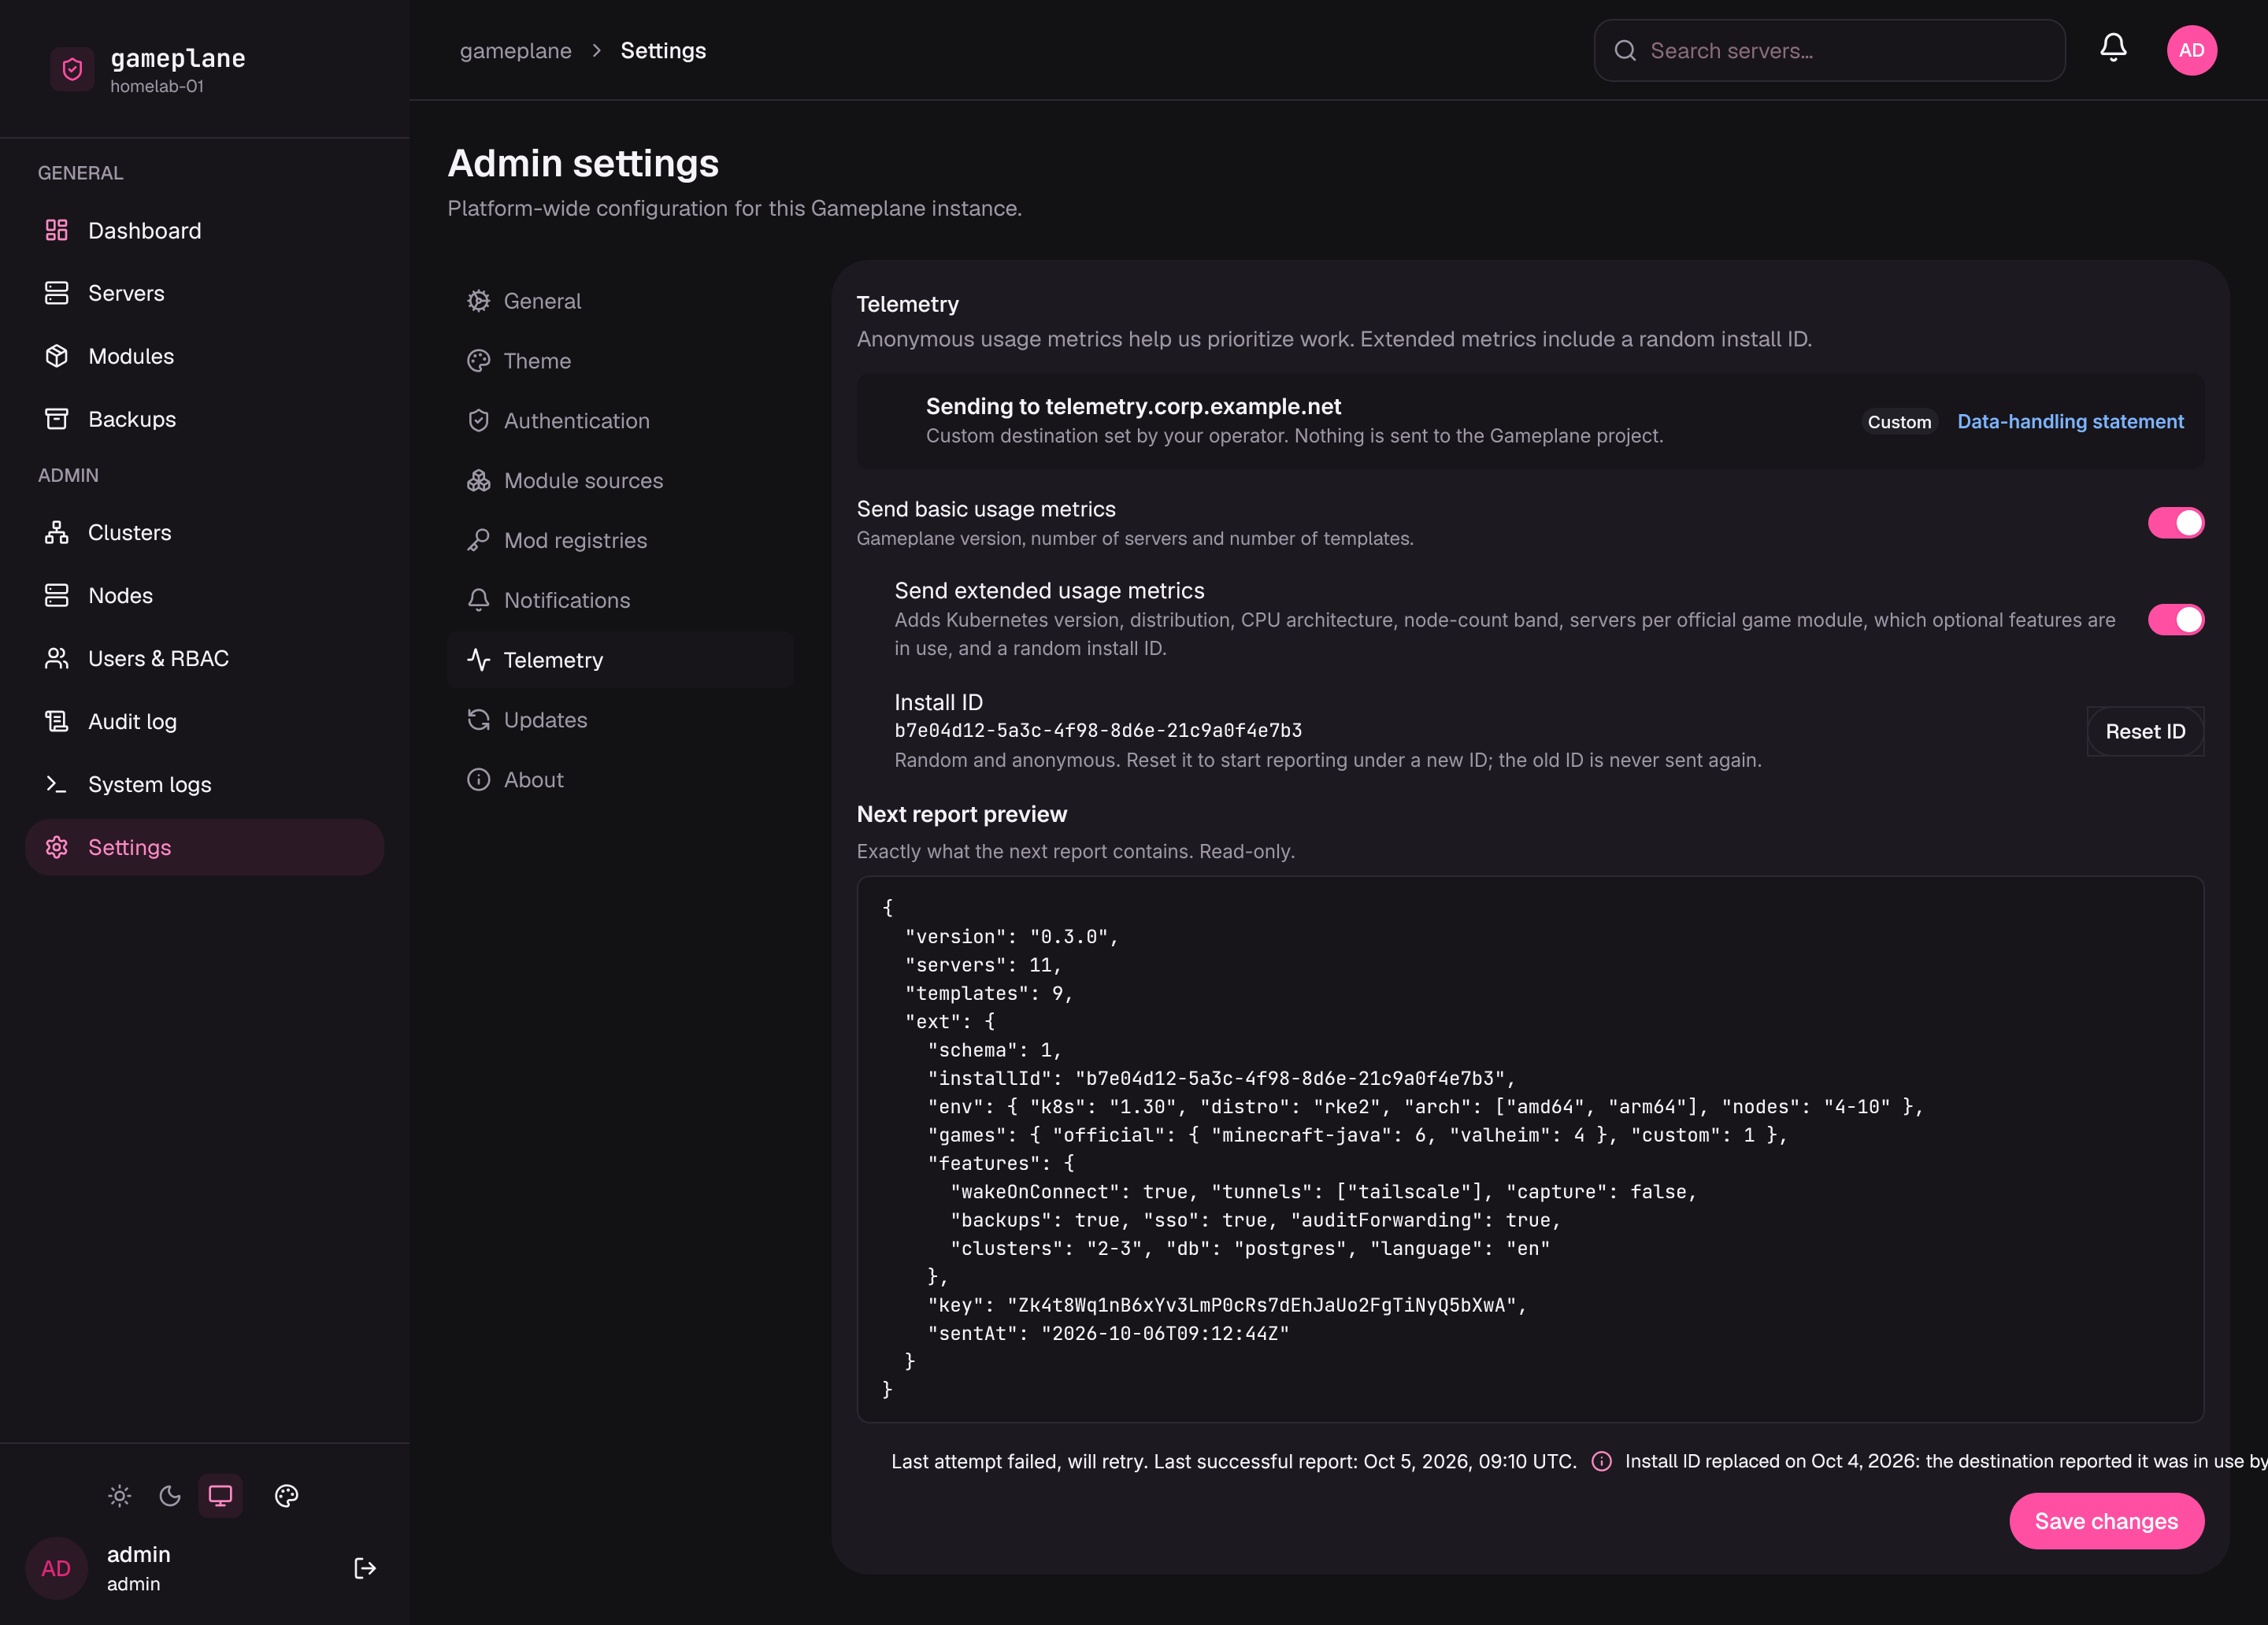 gameplane
homelab-01
GENERAL
Dashboard
Servers
Modules
Backups
ADMIN
Clusters
Nodes
Users & RBAC
Audit log
System logs
Settings
AD
admin
admin
gameplane > Settings
Search servers...
AD
Admin settings
Platform-wide configuration for this Gameplane instance.
General
Theme
Authentication
Module sources
Mod registries
Notifications
Telemetry
Updates
About
Telemetry
Anonymous usage metrics help us prioritize work. Extended metrics include a random install ID.
Sending to telemetry.corp.example.net
Custom destination set by your operator. Nothing is sent to the Gameplane project.
Custom
Data-handling statement
Send basic usage metrics
Gameplane version, number of servers and number of templates.
Send extended usage metrics
Adds Kubernetes version, distribution, CPU architecture, node-count band, servers per official game module, which optional features are
in use, and a random install ID.
Install ID
b7e04d12-5a3c-4f98-8d6e-21c9a0f4e7b3
Random and anonymous. Reset it to start reporting under a new ID; the old ID is never sent again.
Reset ID
Next report preview
Exactly what the next report contains. Read-only.
{
"version": "0.3.0",
"servers": 11,
"templates": 9,
"ext": {
"schema": 1,
"installId": "b7e04d12-5a3c-4f98-8d6e-21c9a0f4e7b3",
"env": { "k8s": "1.30", "distro": "rke2", "arch": ["amd64", "arm64"], "nodes": "4-10" },
"games": { "official": { "minecraft-java": 6, "valheim": 4 }, "custom": 1 },
"features": {
"wakeOnConnect": true, "tunnels": ["tailscale"], "capture": false,
"backups": true, "sso": true, "auditForwarding": true,
"clusters": "2-3", "db": "postgres", "language": "en"
},
"key": "Zk4t8Wq1nB6xYv3LmP0cRs7dEhJaUo2FgTiNyQ5bXwA",
"sentAt": "2026-10-06T09:12:44Z"
}
}
Last attempt failed, will retry. Last successful report: Oct 5, 2026, 09:10 UTC.
Install ID replaced on Oct 4, 2026: the destination reported it was in use by
Save changes